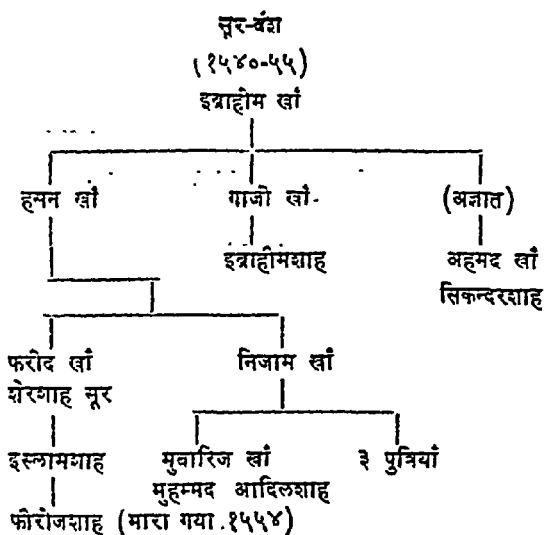 सूर-वंश
(१५४०-५५)
इब्राहीम खाँ
हसन खाँ गाजी खाँ (अज्ञात)
इब्राहीमशाह अहमद खाँ
सिकन्दरशाह
फरीद खाँ निजाम खाँ
शेरशाह सूर
इस्लामशाह मुबारिज खाँ ३ पुत्रियाँ
मुहम्मद आदिलशाह
फीरोजशाह (मारा गया १५५४)